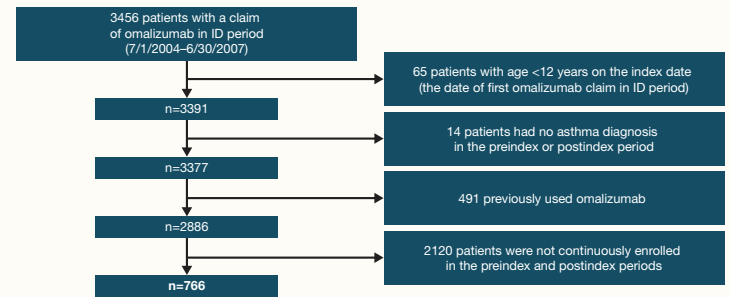 3456 patients with a claim
of omalizumab in ID period
(7/1/2004–6/30/2007)
65 patients with age <12 years on the index date
(the date of first omalizumab claim in ID period)
n=3391
14 patients had no asthma diagnosis
in the preindex or postindex period
n=3377
491 previously used omalizumab
n=2886
2120 patients were not continuously enrolled
in the preindex and postindex periods
n=766